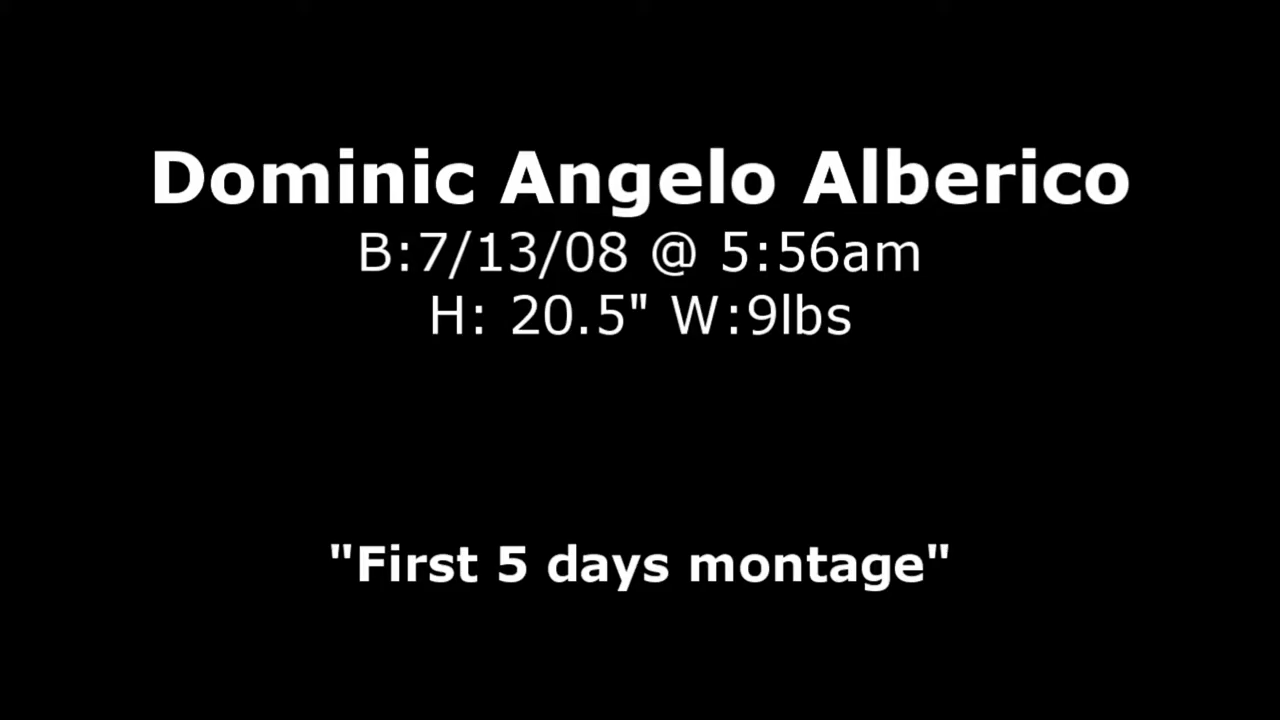 Dominic Angelo Alberico
B:7/13/08 @ 5:56am
H: 20.5" W:9lbs
"First 5 days montage"